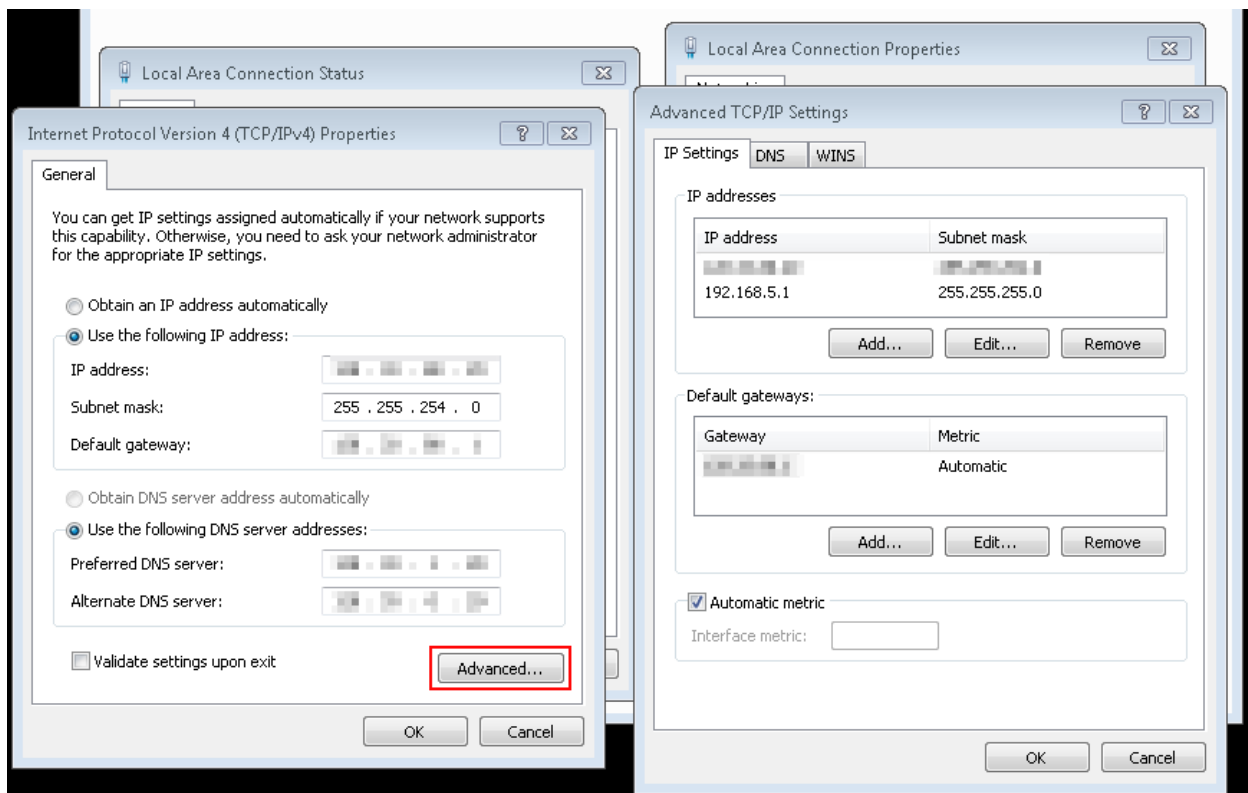 Local Area Connection Status
Local Area Connection Properties
Internet Protocol Version 4 (TCP/IPv4) Properties
General
You can get IP settings assigned automatically if your network supports
this capability. Otherwise, you need to ask your network administrator
for the appropriate IP settings.
Obtain an IP address automatically
Use the following IP address:
IP address:
Subnet mask:
255 . 255 . 254 . 0
Default gateway:
Obtain DNS server address automatically
Use the following DNS server addresses:
Preferred DNS server:
Alternate DNS server:
Validate settings upon exit
Advanced...
OK
Cancel
Advanced TCP/IP Settings
IP Settings
DNS
WINS
IP addresses
IP address
Subnet mask
192.168.5.1
255.255.255.0
Add...
Edit...
Remove
Default gateways:
Gateway
Metric
Automatic
Add...
Edit...
Remove
Automatic metric
Interface metric:
OK
Cancel